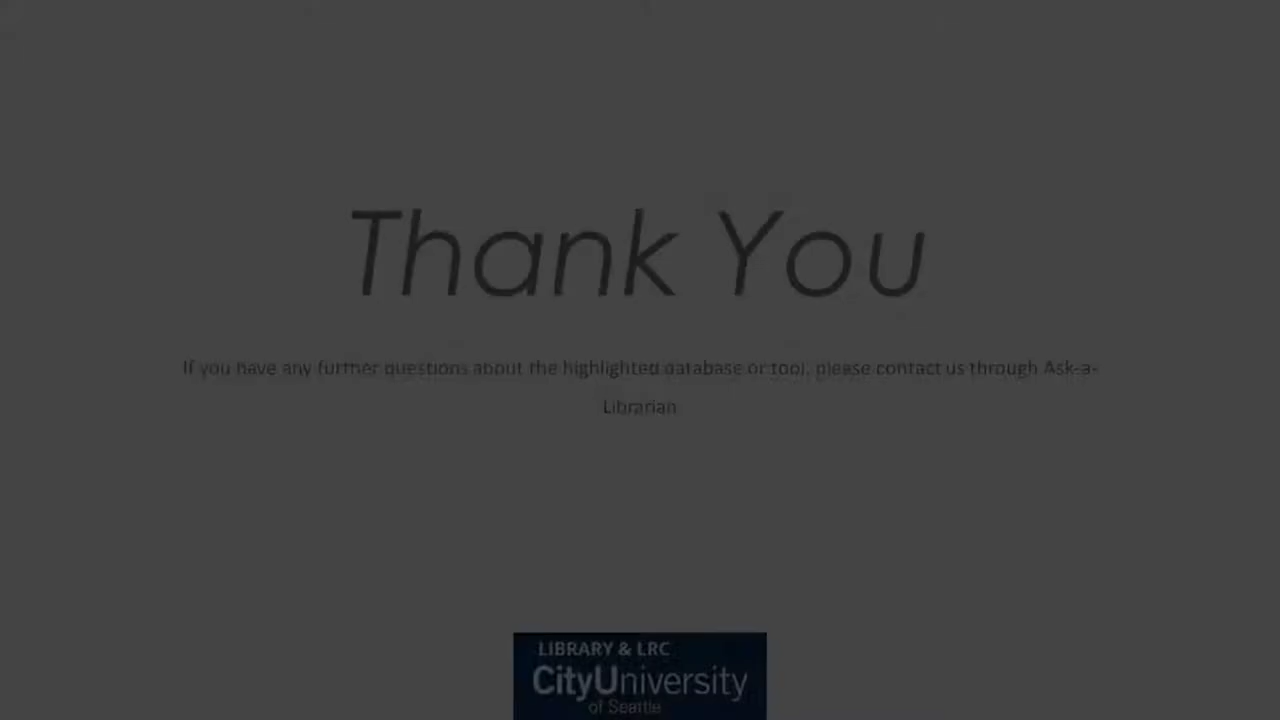 Thank You
If you have any further questions about the highlighted database or tool, please contact us through Ask-a-
Librarian
LIBRARY & LRC
CityUniversity
of Seattle